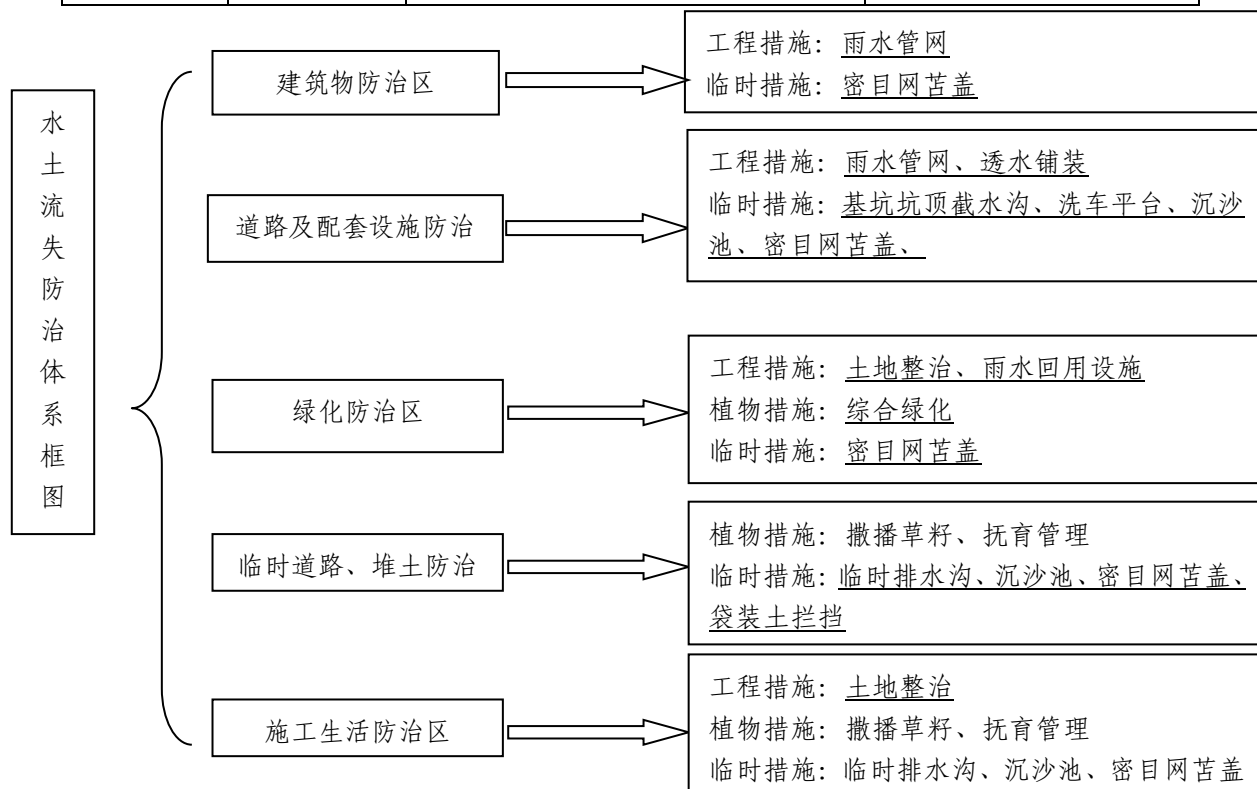 水土流失防治体系框图
建筑物防治区
工程措施：雨水管网
临时措施：密目网苫盖
道路及配套设施防治
工程措施：雨水管网、透水铺装
临时措施：基坑坑顶截水沟、洗车平台、沉沙
池、密目网苫盖、
绿化防治区
工程措施：土地整治、雨水回用设施
植物措施：综合绿化
临时措施：密目网苫盖
临时道路、堆土防治
植物措施：撒播草籽、抚育管理
临时措施：临时排水沟、沉沙池、密目网苫盖、
袋装土拦挡
施工生活防治区
工程措施：土地整治
植物措施：撒播草籽、抚育管理
临时措施：临时排水沟、沉沙池、密目网苫盖